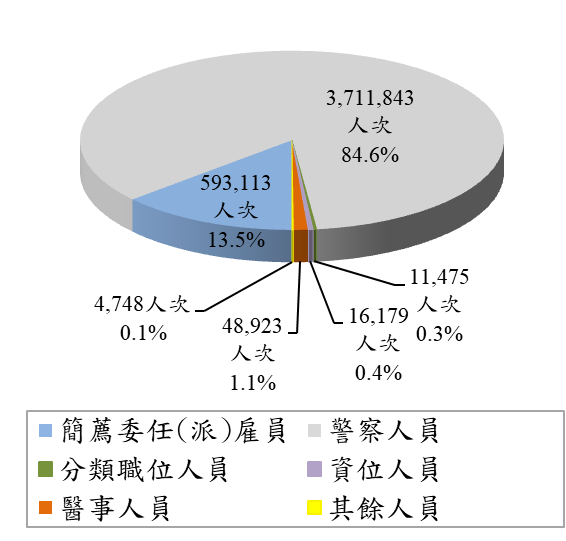 3,711,843
人次
84.6%
593,113
人次
13.5%
4,748人次
0.1%
48,923
人次
1.1%
16,179
人次
0.4%
11,475
人次
0.3%
簡薦委任(派)雇員
警察人員
分類職位人員
資位人員
醫事人員
其餘人員